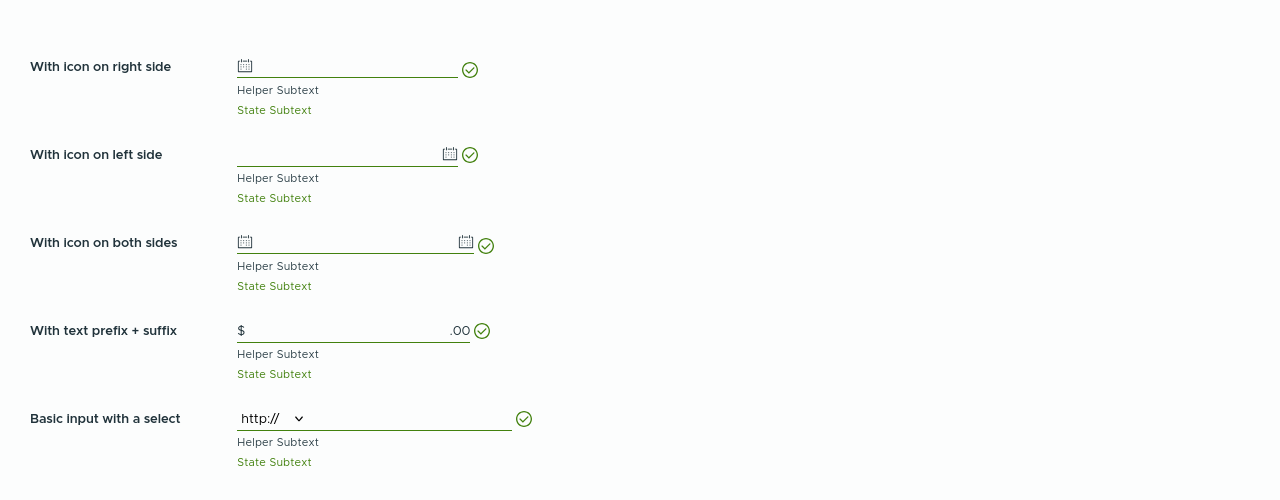 With icon on right side
Helper Subtext
State Subtext
With icon on left side
Helper Subtext
State Subtext
With icon on both sides
Helper Subtext
State Subtext
With text prefix + suffix $ .00
Helper Subtext
State Subtext
Basic input with a select http://
Helper Subtext
State Subtext